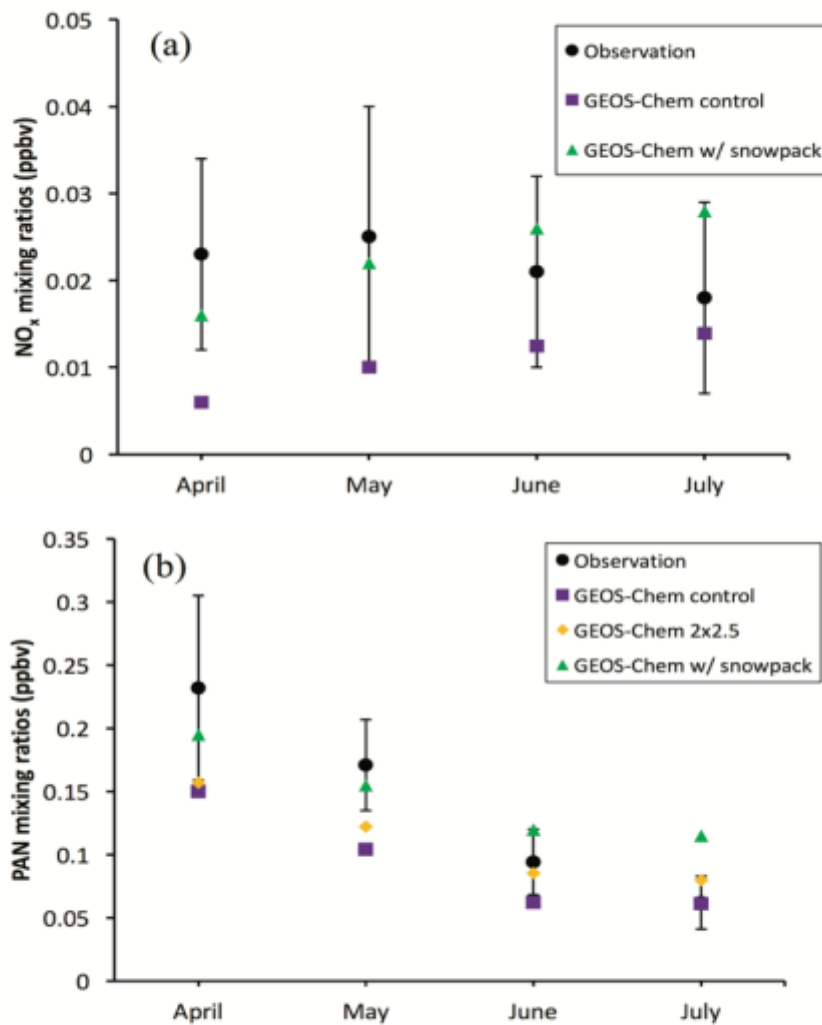 (a)
0.05
0.04
0.03
0.02
0.01
0
NOx mixing ratios (ppbv)
Observation
GEOS-Chem control
GEOS-Chem w/ snowpack
April May June July
(b)
0.35
0.3
0.25
0.2
0.15
0.1
0.05
0
PAN mixing ratios (ppbv)
Observation
GEOS-Chem control
GEOS-Chem 2x2.5
GEOS-Chem w/ snowpack
April May June July